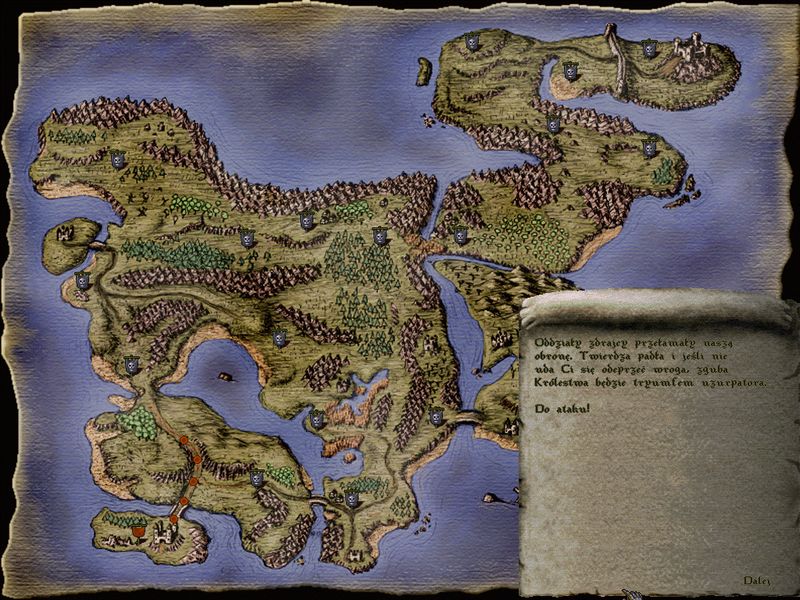 Oddziały zdrajcy przełamały naszą
obronę. Twierdza padła i jeśli nie
uda Ci się odeprzeć wroga, zguba
Królestwa będzie tryumfem uzurpatora.
Do ataku!
Dalej